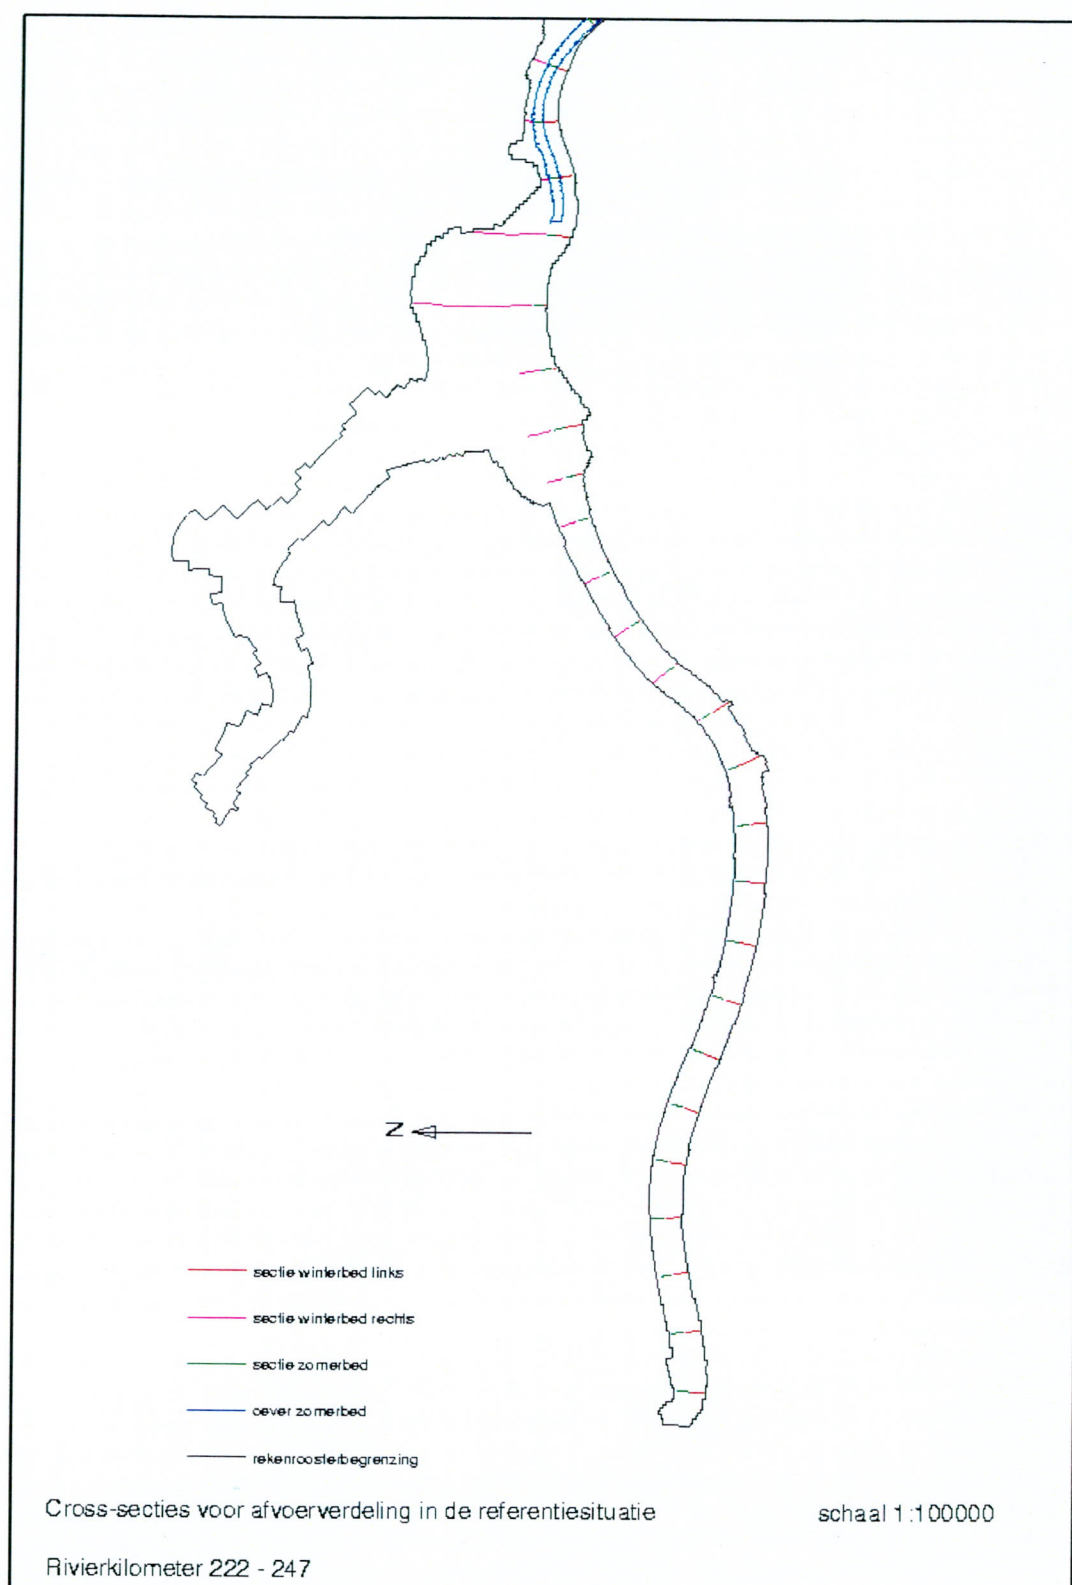 N
sectie winterbed links
sectie winterbed rechts
sectie zomerbed
oever zomerbed
rekenroosterbegrenzing
Cross-secties voor afvoerverdeling in de referentiesituatie schaal 1:100000
Rivierkilometer 222 - 247